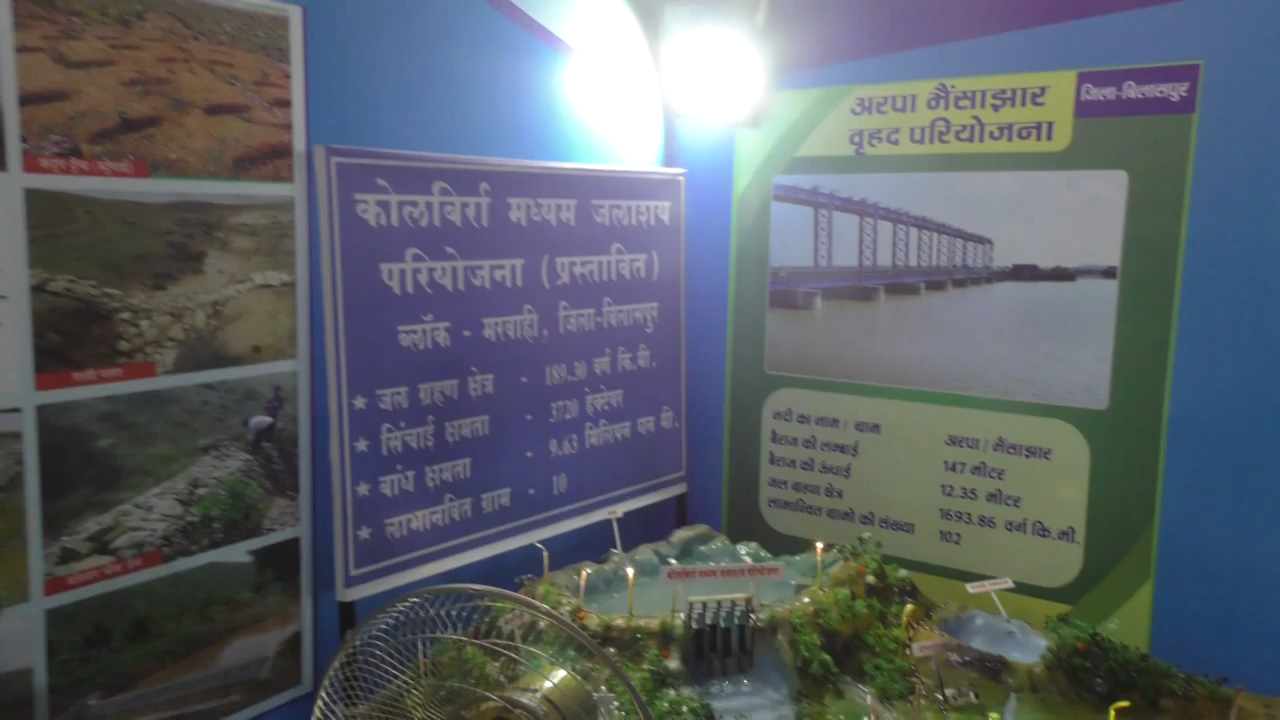 कोलबिर्रा मध्यम जलाशय
परियोजना (प्रस्तावित)
ब्लॉक - मरवाही, जिला-बिलासपुर
★ जल ग्रहण क्षेत्र - 189.30 वर्ग कि.मी.
★ सिंचाई क्षमता - 3720 हेक्टेयर
★ बांध क्षमता - 9.63 मिलियन घन मी.
★ लाभान्वित ग्राम - 10
अरपा भैंसाझार
वृहद परियोजना
जिला-बिलासपुर
नदी का नाम / ग्राम अरपा / भैंसाझार
बैराज की लम्बाई 147 मीटर
बैराज की ऊंचाई 12.35 मीटर
जल ग्रहण क्षेत्र 1693.86 वर्ग कि.मी.
लाभान्वित ग्रामों की संख्या 102